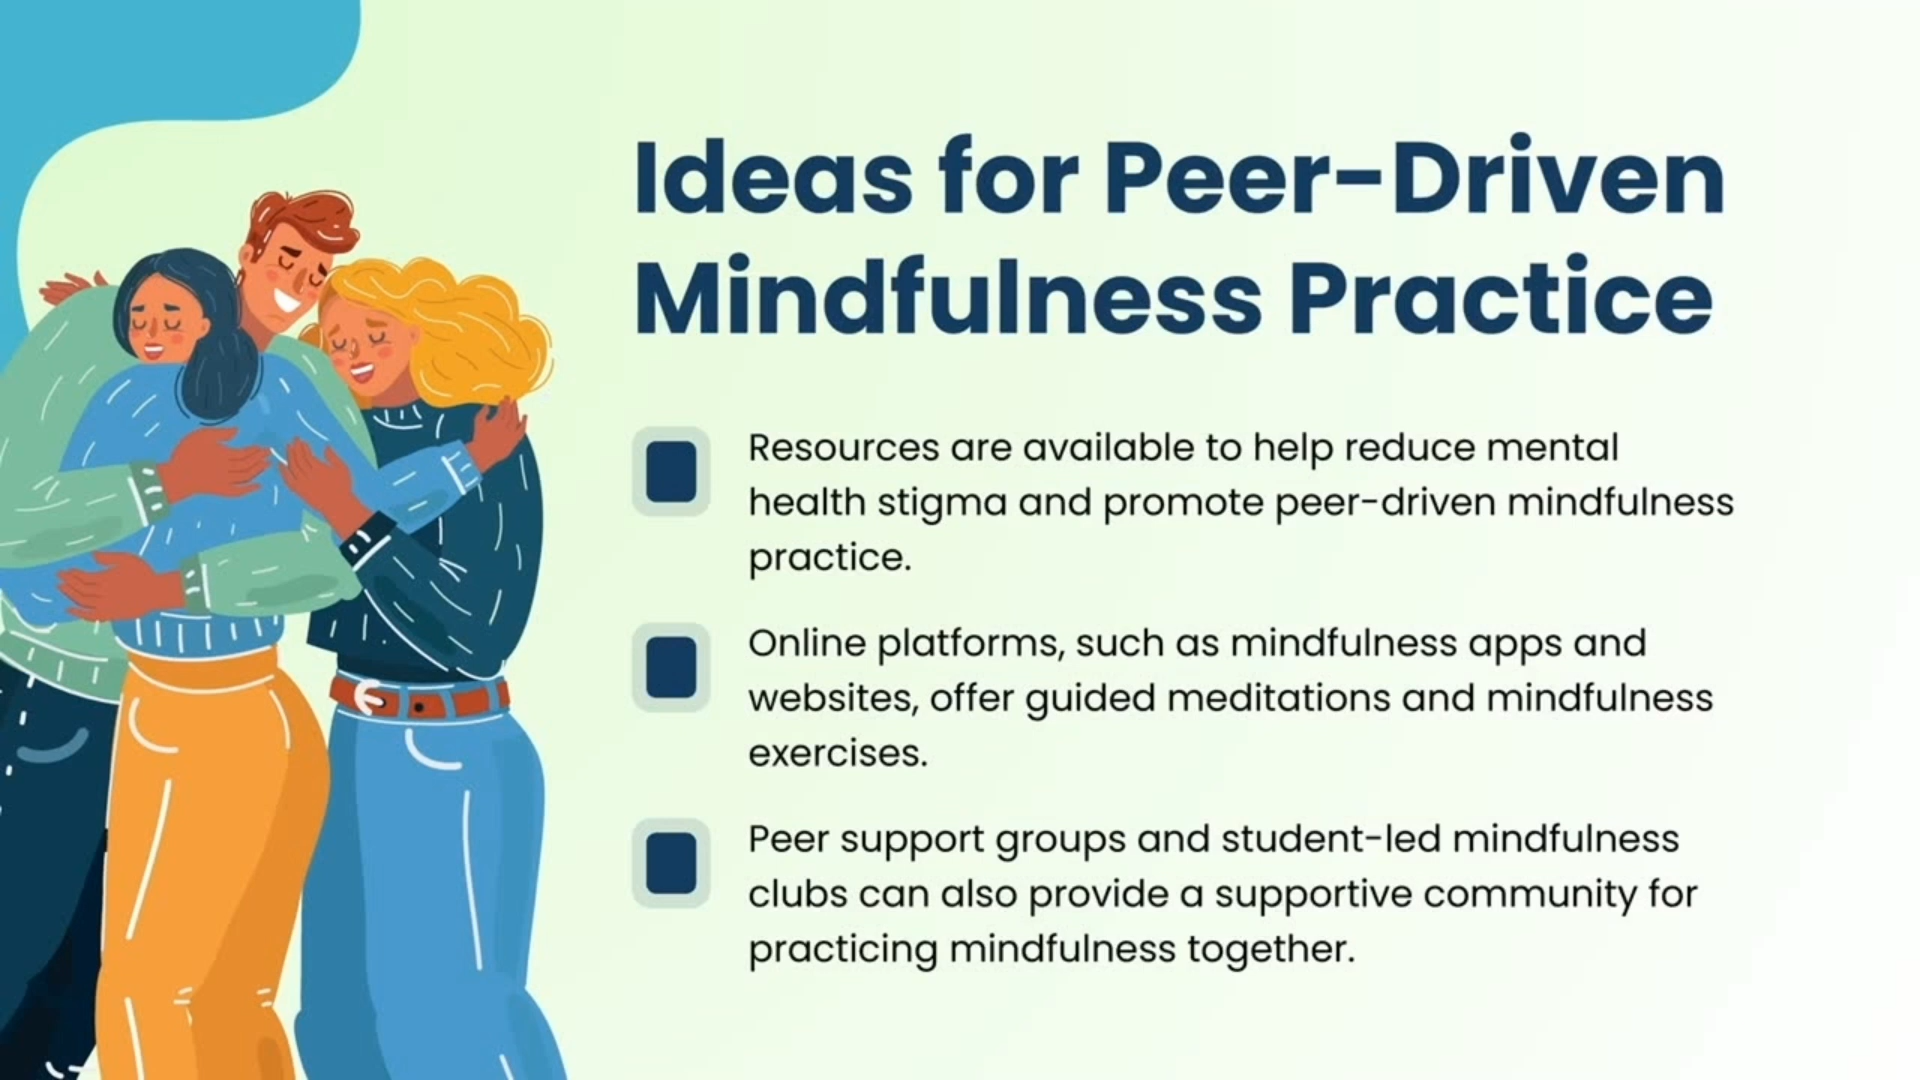 Ideas for Peer-Driven
Mindfulness Practice
Resources are available to help reduce mental
health stigma and promote peer-driven mindfulness
practice.
Online platforms, such as mindfulness apps and
websites, offer guided meditations and mindfulness
exercises.
Peer support groups and student-led mindfulness
clubs can also provide a supportive community for
practicing mindfulness together.